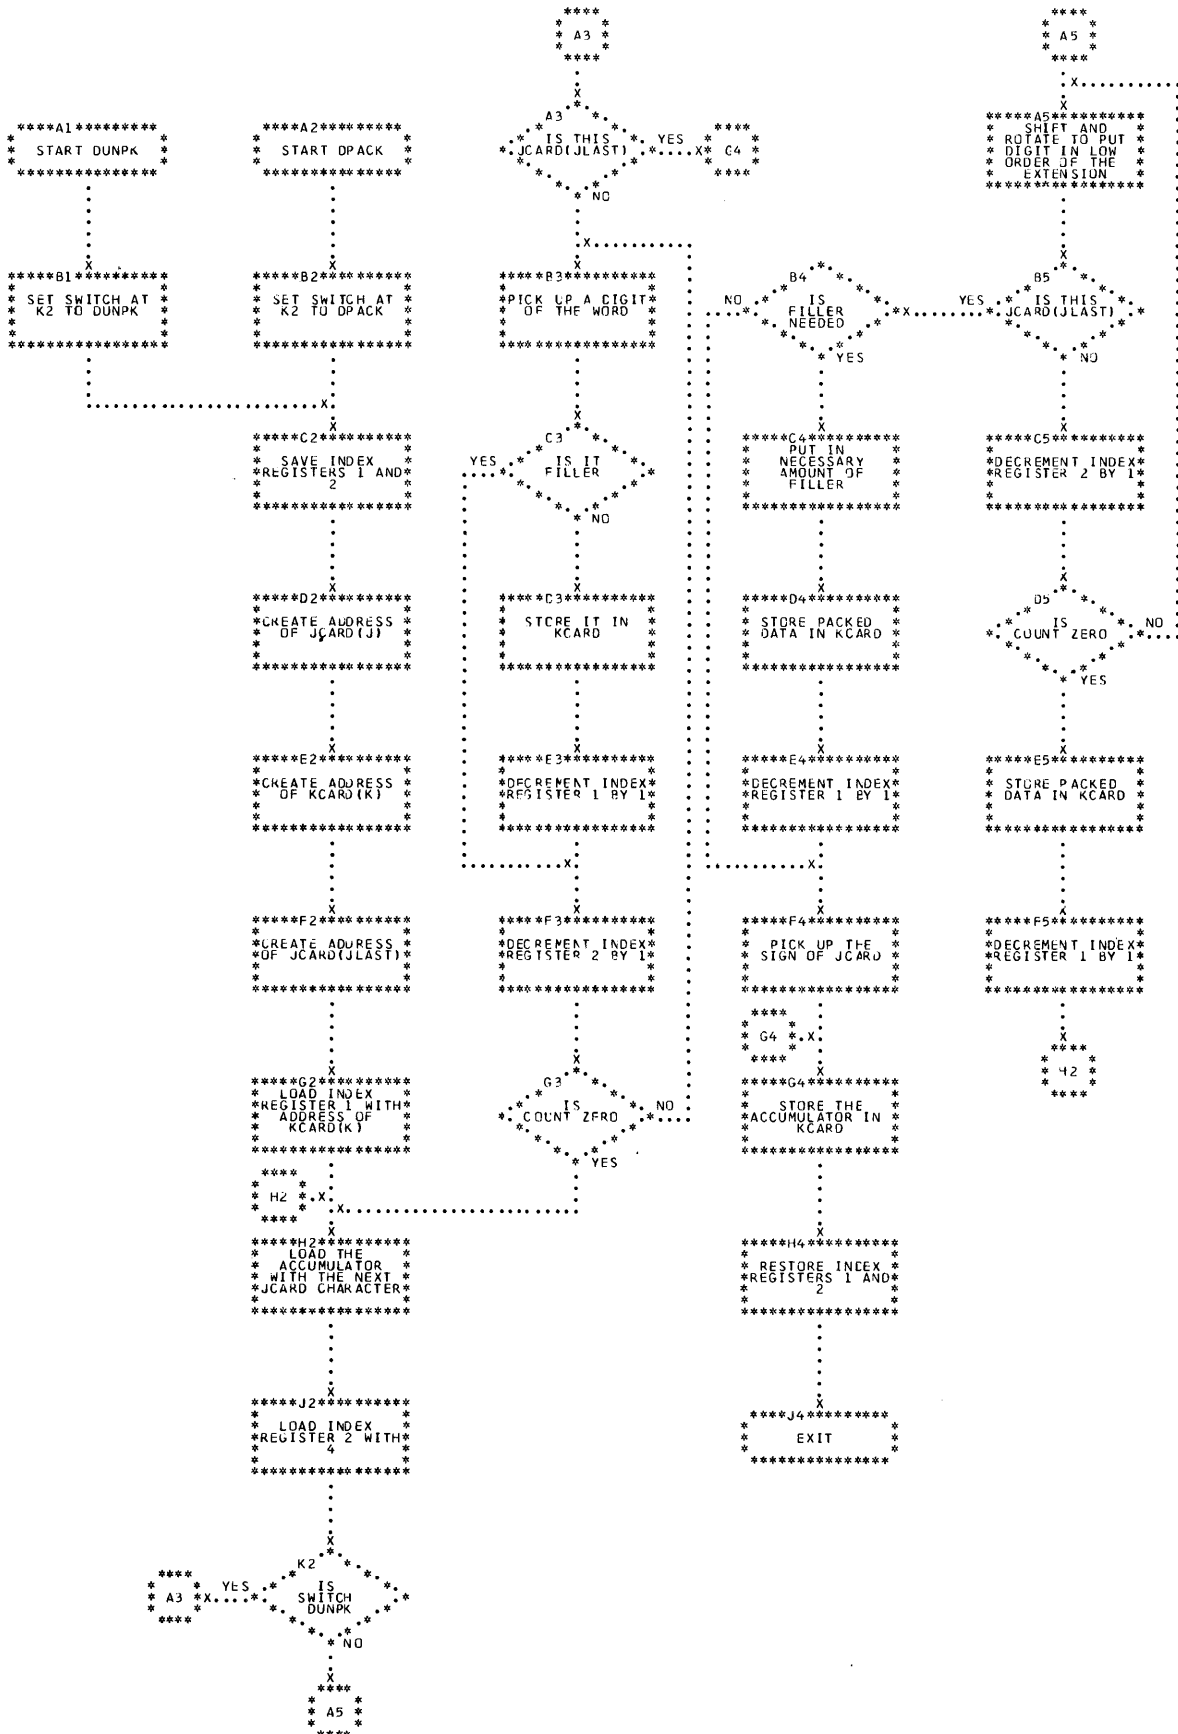 A3
A5
A1
START DUNPK
A2
START DPACK
A3
IS THIS
JCARD(JLAST)
YES
G4
NO
A5
SHIFT AND
ROTATE TO PUT
DIGIT IN LOW
ORDER OF THE
EXTENSION
B1
SET SWITCH AT
K2 TO DUNPK
B2
SET SWITCH AT
K2 TO DPACK
B3
PICK UP A DIGIT
OF THE WORD
B4
NO
IS
FILLER
NEEDED
YES
B5
YES
IS THIS
JCARD(JLAST)
NO
C2
SAVE INDEX
REGISTERS 1 AND
2
C3
YES
IS IT
FILLER
NO
C4
PUT IN
NECESSARY
AMOUNT OF
FILLER
C5
DECREMENT INDEX
REGISTER 2 BY 1
D2
CREATE ADDRESS
OF JCARD(J)
D3
STORE IT IN
KCARD
D4
STORE PACKED
DATA IN KCARD
D5
IS
COUNT ZERO
NO
YES
E2
CREATE ADDRESS
OF KCARD(K)
E3
DECREMENT INDEX
REGISTER 1 BY 1
E4
DECREMENT INDEX
REGISTER 1 BY 1
E5
STORE PACKED
DATA IN KCARD
F2
CREATE ADDRESS
OF JCARD(JLAST)
F3
DECREMENT INDEX
REGISTER 2 BY 1
F4
PICK UP THE
SIGN OF JCARD
F5
DECREMENT INDEX
REGISTER 1 BY 1
G4
H2
G2
LOAD INDEX
REGISTER 1 WITH
ADDRESS OF
KCARD(K)
G3
IS
COUNT ZERO
NO
YES
G4
STORE THE
ACCUMULATOR IN
KCARD
H2
H2
LOAD THE
ACCUMULATOR
WITH THE NEXT
JCARD CHARACTER
H4
RESTORE INDEX
REGISTERS 1 AND
2
J2
LOAD INDEX
REGISTER 2 WITH
4
J4
EXIT
K2
A3
YES
IS
SWITCH
DUNPK
NO
A5